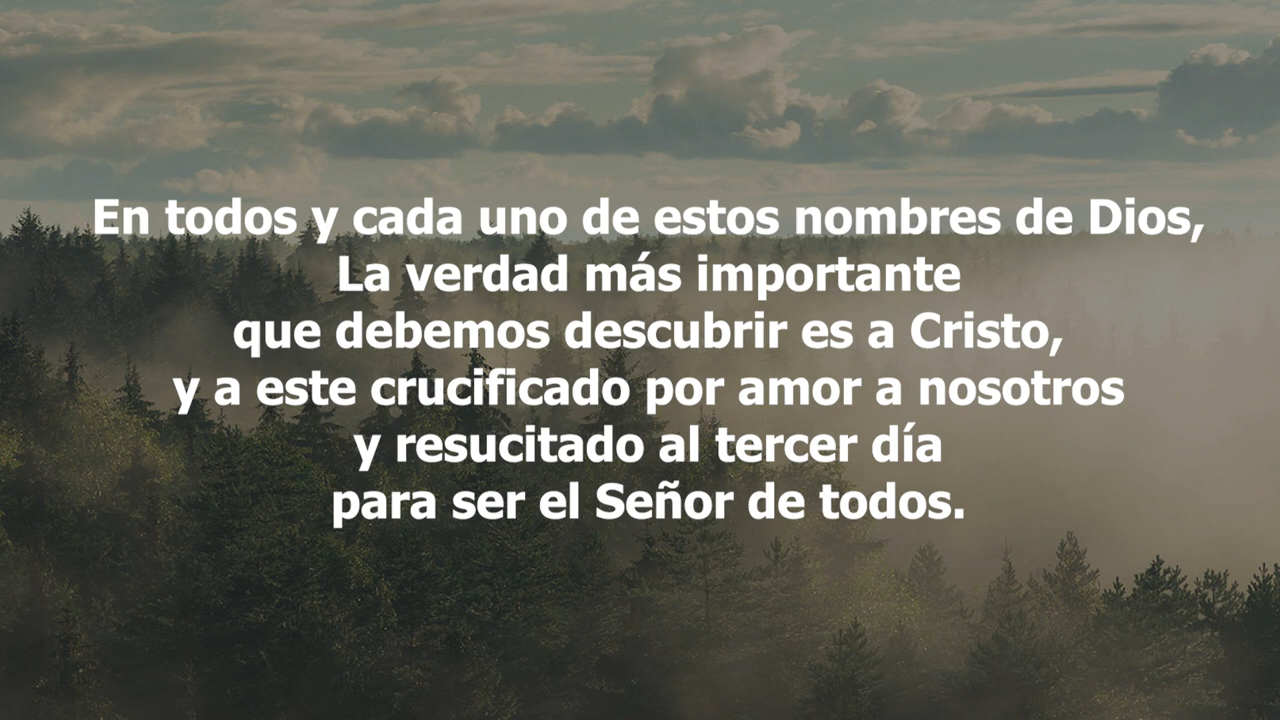 En todos y cada uno de estos nombres de Dios,
La verdad más importante
que debemos descubrir es a Cristo,
y a este crucificado por amor a nosotros
y resucitado al tercer día
para ser el Señor de todos.